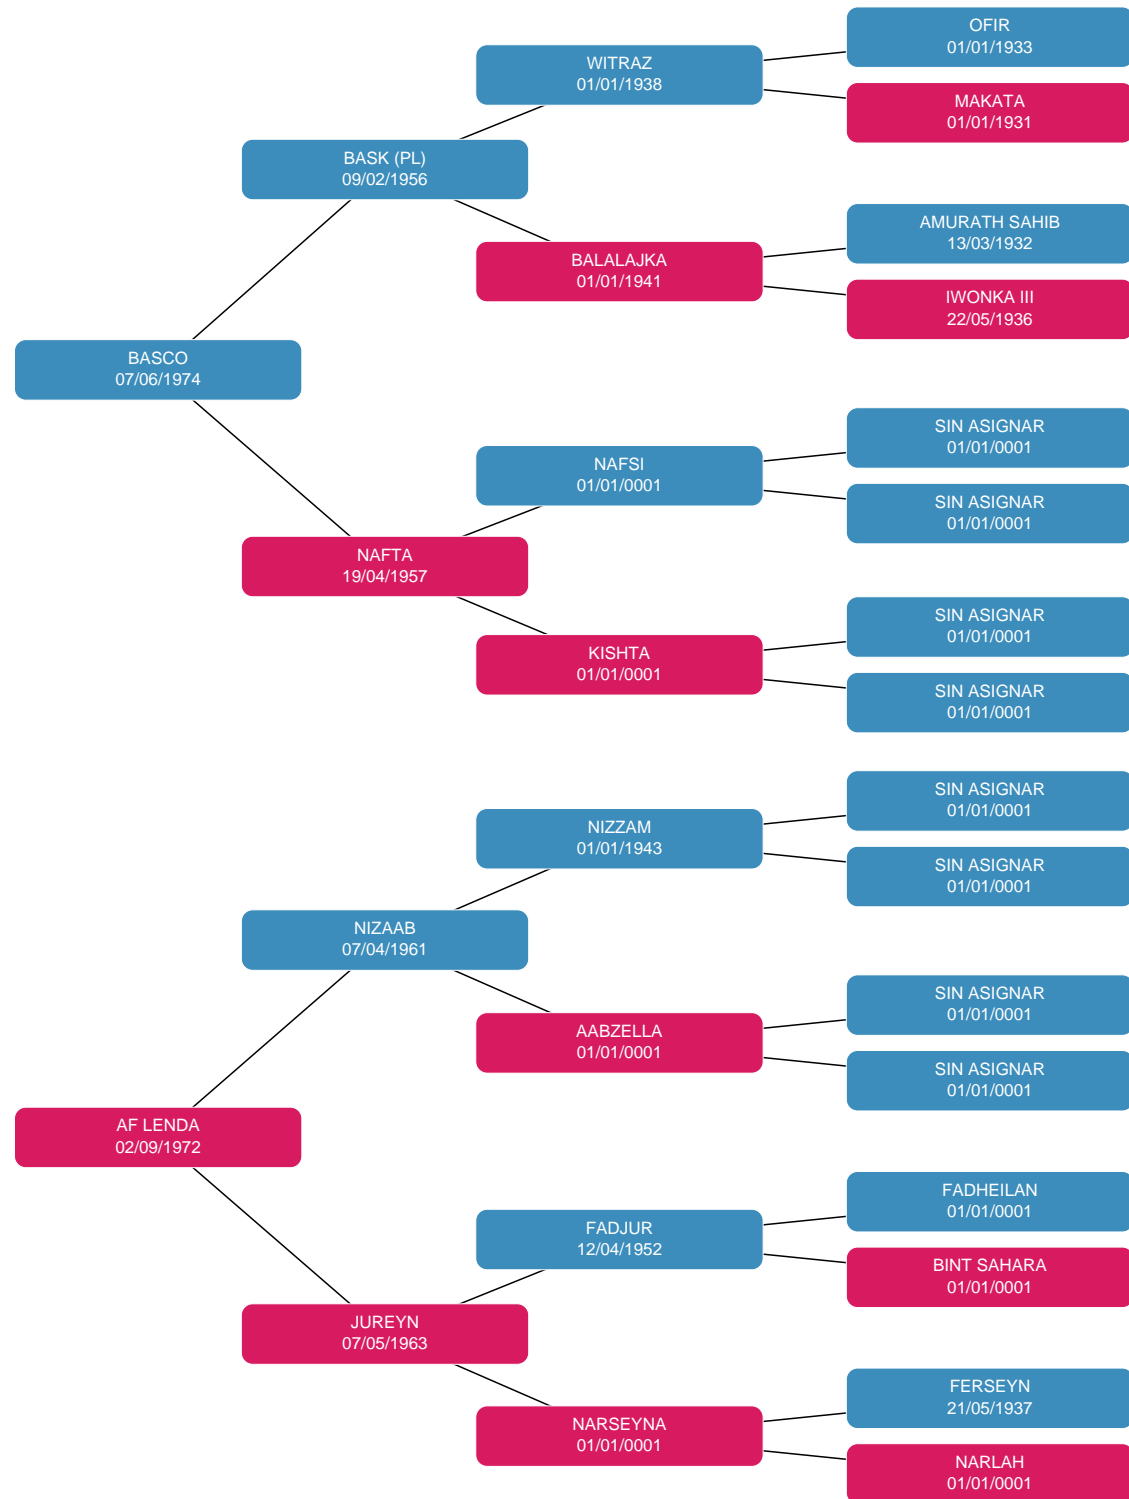 OFIR
01/01/1933
WITRAZ
01/01/1938
MAKATA
01/01/1931
BASK (PL)
09/02/1956
AMURATH SAHIB
13/03/1932
BALALAJKA
01/01/1941
IWONKA III
22/05/1936
BASCO
07/06/1974
SIN ASIGNAR
01/01/0001
NAFSI
01/01/0001
SIN ASIGNAR
01/01/0001
NAFTA
19/04/1957
SIN ASIGNAR
01/01/0001
KISHTA
01/01/0001
SIN ASIGNAR
01/01/0001
SIN ASIGNAR
01/01/0001
NIZZAM
01/01/1943
SIN ASIGNAR
01/01/0001
NIZAAB
07/04/1961
SIN ASIGNAR
01/01/0001
AABZELLA
01/01/0001
SIN ASIGNAR
01/01/0001
AF LENDA
02/09/1972
FADHEILAN
01/01/0001
FADJUR
12/04/1952
BINT SAHARA
01/01/0001
JUREYN
07/05/1963
FERSEYN
21/05/1937
NARSEYNA
01/01/0001
NARLAH
01/01/0001